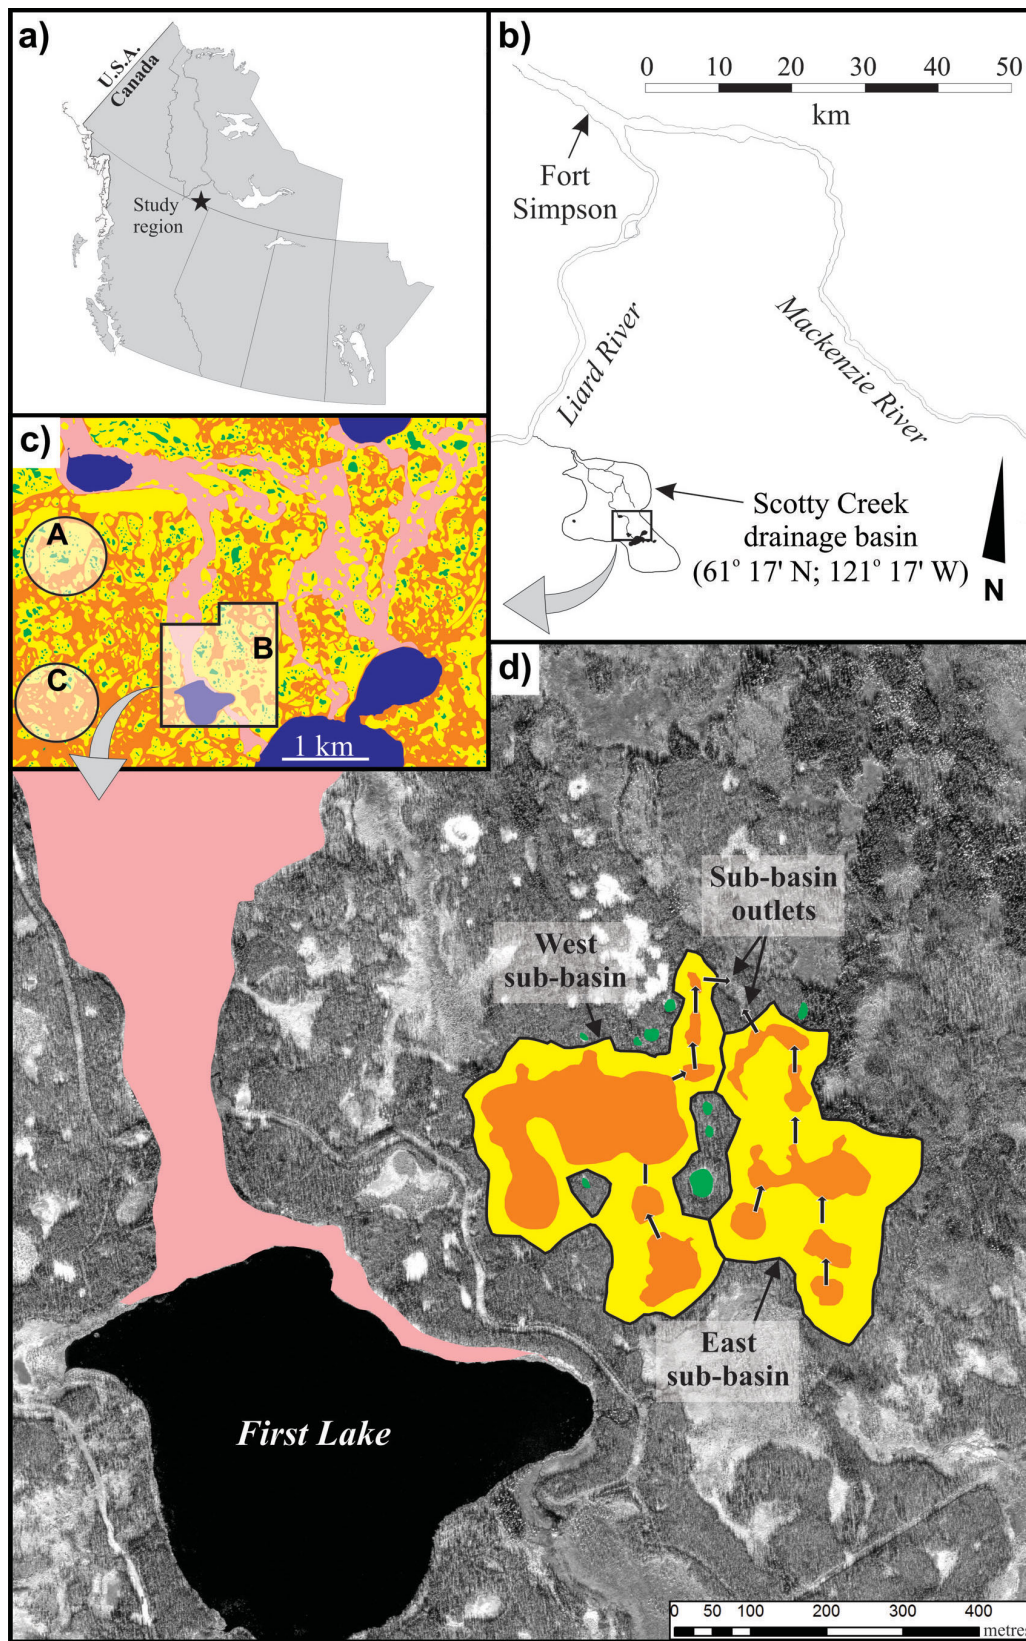 a)
U.S.A.
Canada
Study
region
b)
0 10 20 30 40 50
km
Fort
Simpson
Liard River
Mackenzie River
Scotty Creek
drainage basin
(61° 17' N; 121° 17' W)
N
c)
A
B
C
1 km
d)
Sub-basin
outlets
West
sub-basin
East
sub-basin
First Lake
0 50 100 200 300 400
metres